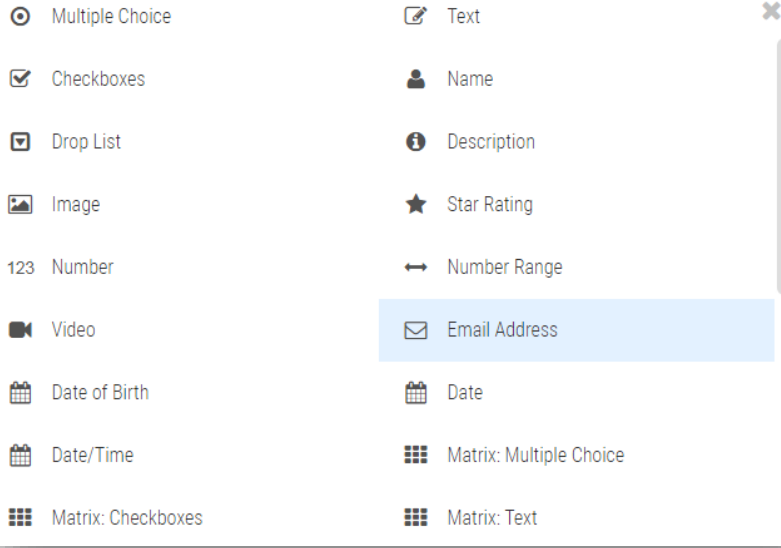 Multiple Choice
Text
Checkboxes
Name
Drop List
Description
Image
Star Rating
123 Number
Number Range
Video
Email Address
Date of Birth
Date
Date/Time
Matrix: Multiple Choice
Matrix: Checkboxes
Matrix: Text